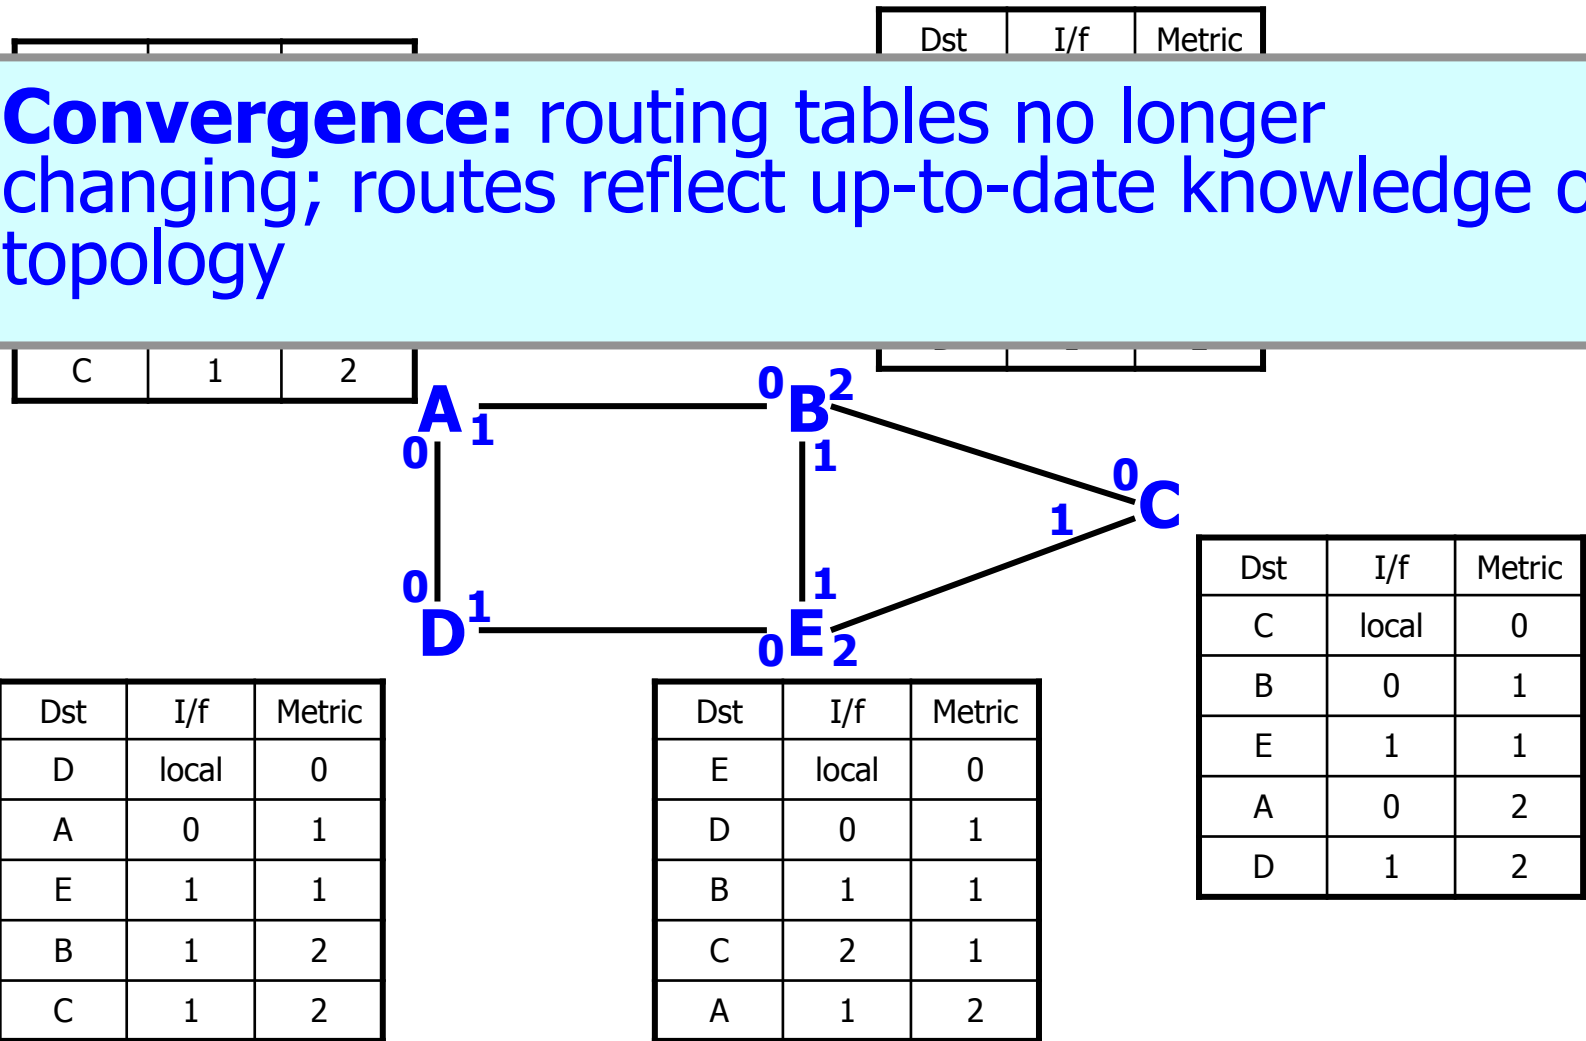 Dst I/f Metric
Convergence: routing tables no longer
changing; routes reflect up-to-date knowledge
topology
C 1 2
A 1 0
0 B 2 1
0 C 1
0 D 1
1 0 E 2
Dst I/f Metric
C local 0
B 0 1
E 1 1
A 0 2
D 1 2
Dst I/f Metric
D local 0
A 0 1
E 1 1
B 1 2
C 1 2
Dst I/f Metric
E local 0
D 0 1
B 1 1
C 2 1
A 1 2